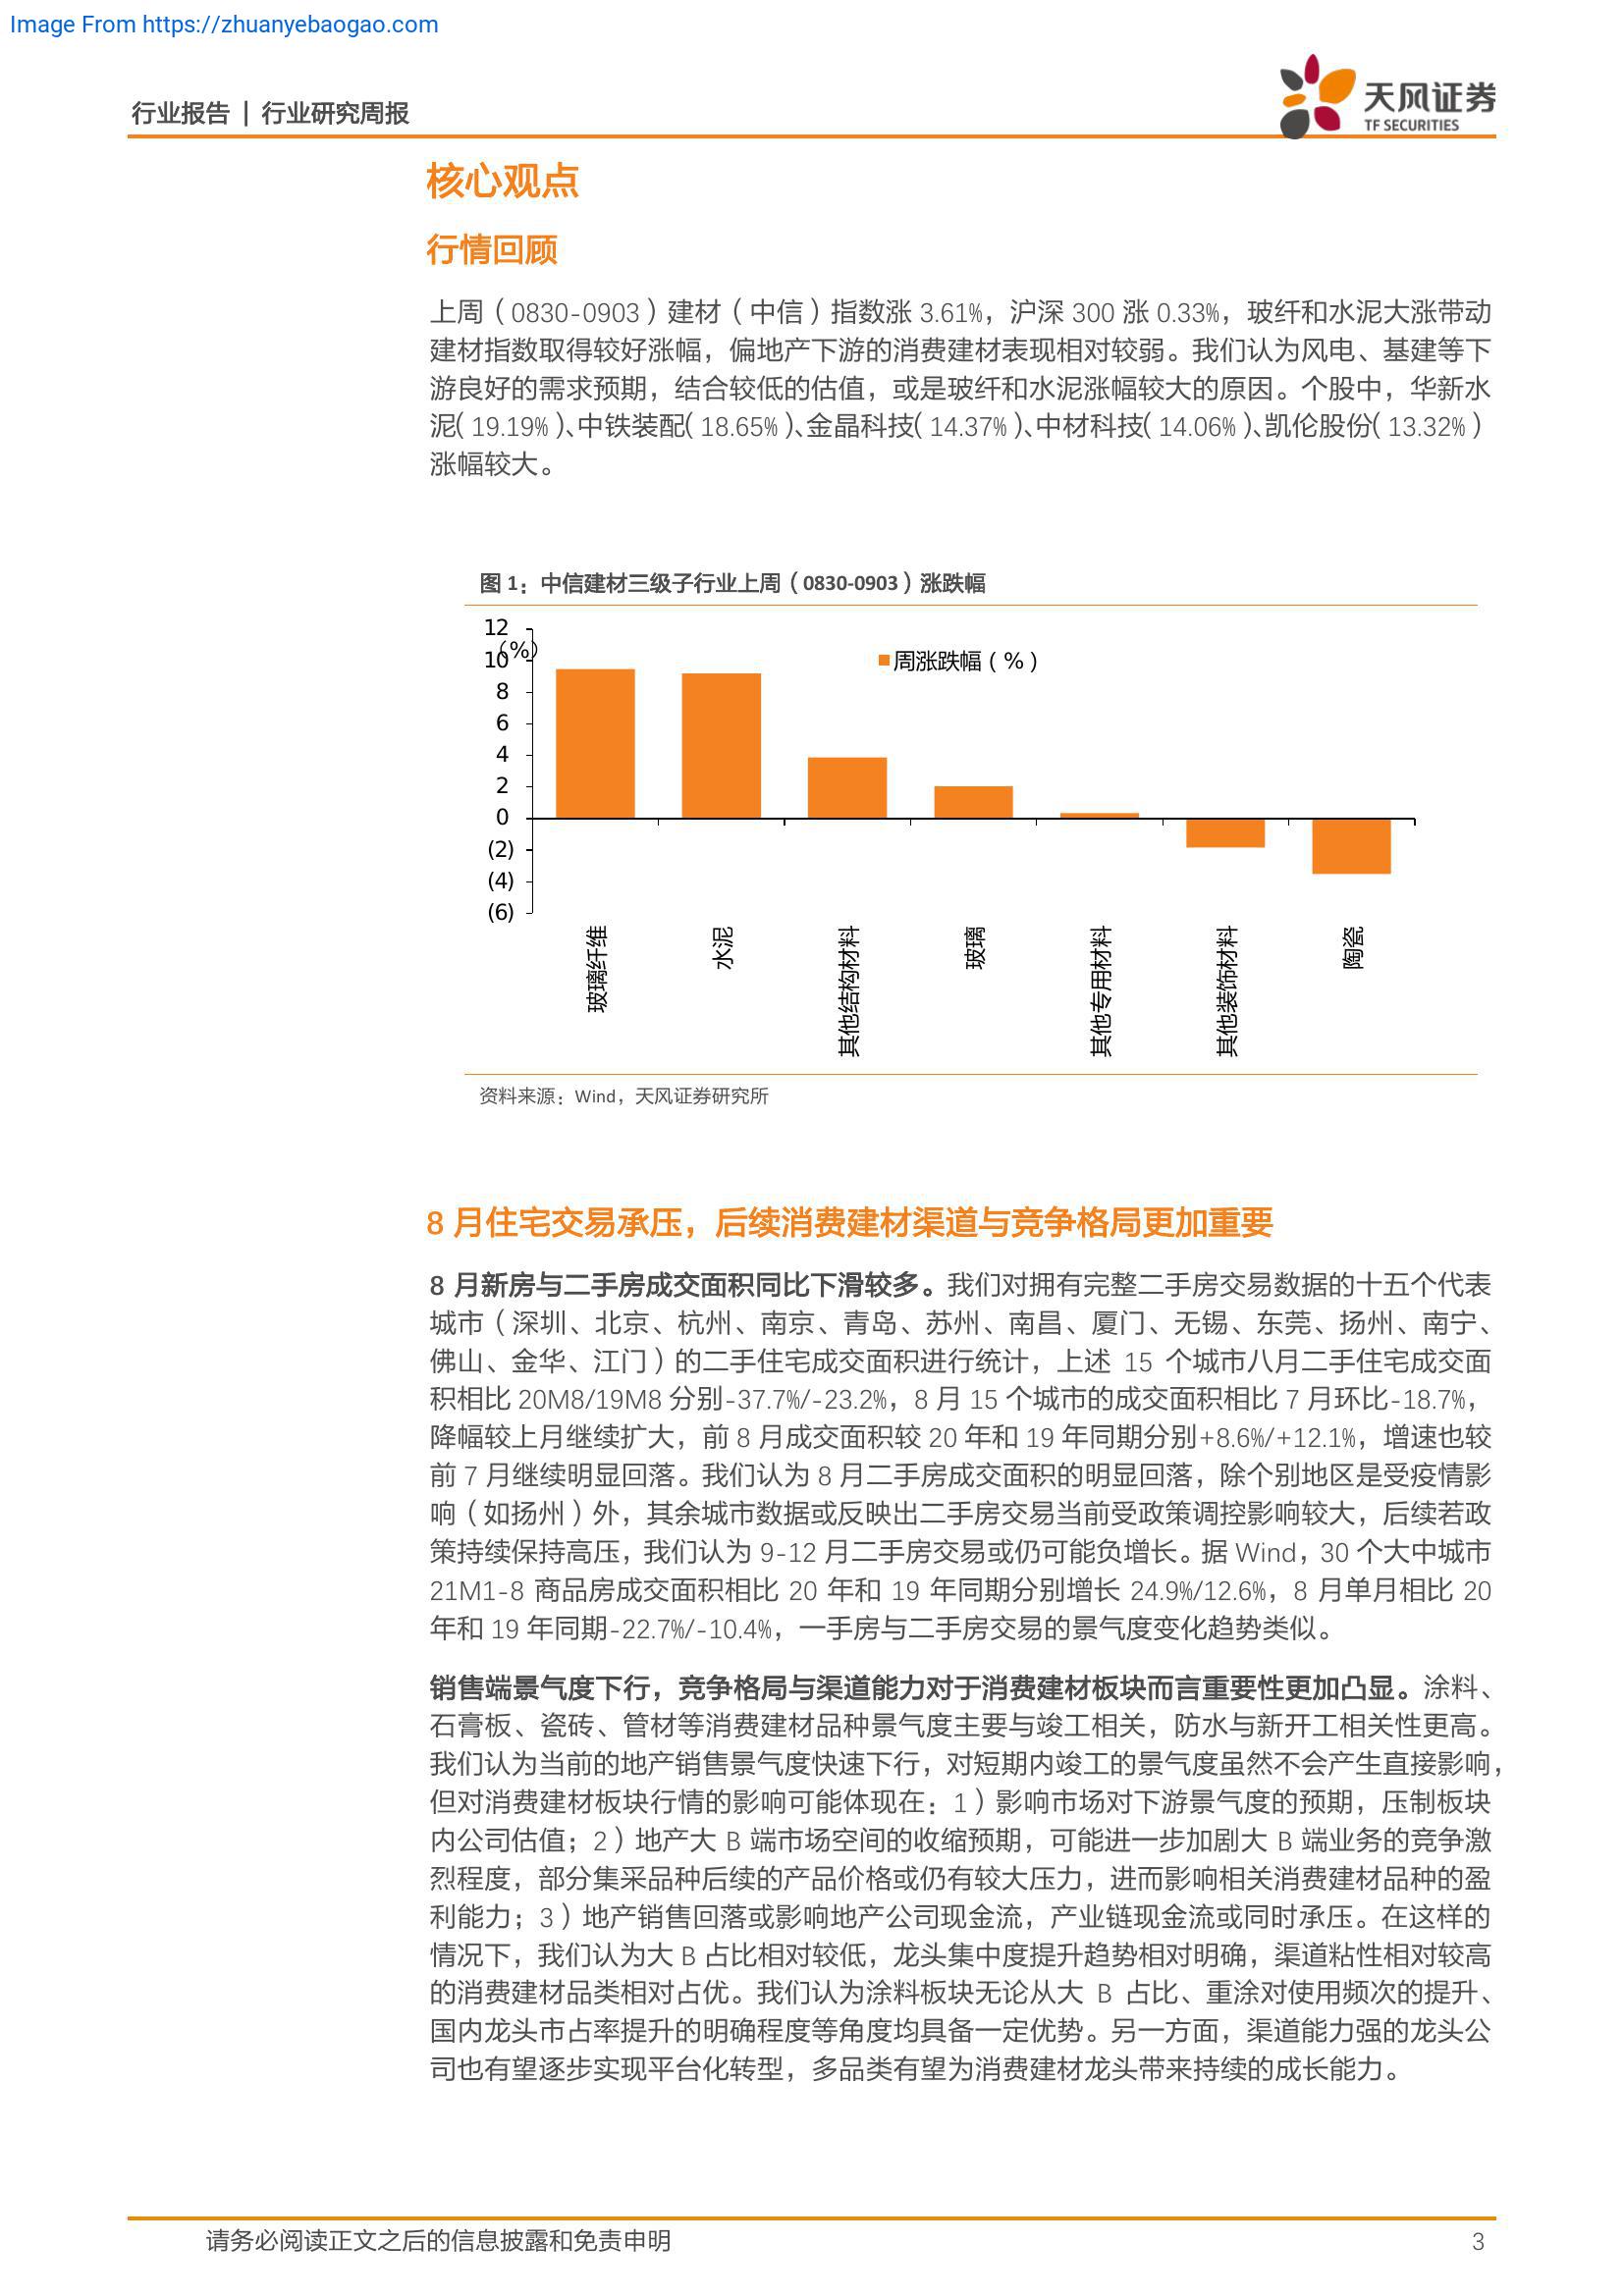 Image From https://zhuanyebaogao.com
行业报告 | 行业研究周报
天风证券
TF SECURITIES
核心观点
行情回顾
上周（0830-0903）建材（中信）指数涨 3.61%，沪深 300 涨 0.33%，玻纤和水泥大涨带动
建材指数取得较好涨幅，偏地产下游的消费建材表现相对较弱。我们认为风电、基建等下
游良好的需求预期，结合较低的估值，或是玻纤和水泥涨幅较大的原因。个股中，华新水
泥（19.19%）、中铁装配（18.65%）、金晶科技（14.37%）、中材科技（14.06%）、凯伦股份（13.32%）
涨幅较大。
图 1：中信建材三级子行业上周（0830-0903）涨跌幅
12
(%)
10
8
6
4
2
0
(2)
(4)
(6)
周涨跌幅（%）
玻璃纤维
水泥
其他结构材料
玻璃
其他专用材料
其他装饰材料
陶瓷
资料来源：Wind，天风证券研究所
8 月住宅交易承压，后续消费建材渠道与竞争格局更加重要
8 月新房与二手房成交面积同比下滑较多。我们对拥有完整二手房交易数据的十五个代表
城市（深圳、北京、杭州、南京、青岛、苏州、南昌、厦门、无锡、东莞、扬州、南宁、
佛山、金华、江门）的二手住宅成交面积进行统计，上述 15 个城市八月二手住宅成交面
积相比 20M8/19M8 分别-37.7%/-23.2%，8 月 15 个城市的成交面积相比 7 月环比-18.7%，
降幅较上月继续扩大，前 8 月成交面积较 20 年和 19 年同期分别+8.6%/+12.1%，增速也较
前 7 月继续明显回落。我们认为 8 月二手房成交面积的明显回落，除个别地区是受疫情影
响（如扬州）外，其余城市数据或反映出二手房交易当前受政策调控影响较大，后续若政
策持续保持高压，我们认为 9-12 月二手房交易或仍可能负增长。据 Wind，30 个大中城市
21M1-8 商品房成交面积相比 20 年和 19 年同期分别增长 24.9%/12.6%，8 月单月相比 20
年和 19 年同期-22.7%/-10.4%，一手房与二手房交易的景气度变化趋势类似。
销售端景气度下行，竞争格局与渠道能力对于消费建材板块而言重要性更加凸显。涂料、
石膏板、瓷砖、管材等消费建材品种景气度主要与竣工相关，防水与新开工相关性更高。
我们认为当前的地产销售景气度快速下行，对短期内竣工的景气度虽然不会产生直接影响，
但对消费建材板块行情的影响可能体现在：1）影响市场对下游景气度的预期，压制板块
内公司估值；2）地产大 B 端市场空间的收缩预期，可能进一步加剧大 B 端业务的竞争激
烈程度，部分集采品种后续的产品价格或仍有较大压力，进而影响相关消费建材品种的盈
利能力；3）地产销售回落或影响地产公司现金流，产业链现金流或同时承压。在这样的
情况下，我们认为大 B 占比相对较低，龙头集中度提升趋势相对明确，渠道粘性相对较高
的消费建材品类相对占优。我们认为涂料板块无论从大 B 占比、重涂对使用频次的提升、
国内龙头市占率提升的明确程度等角度均具备一定优势。另一方面，渠道能力强的龙头公
司也有望逐步实现平台化转型，多品类有望为消费建材龙头带来持续的成长能力。
请务必阅读正文之后的信息披露和免责申明
3